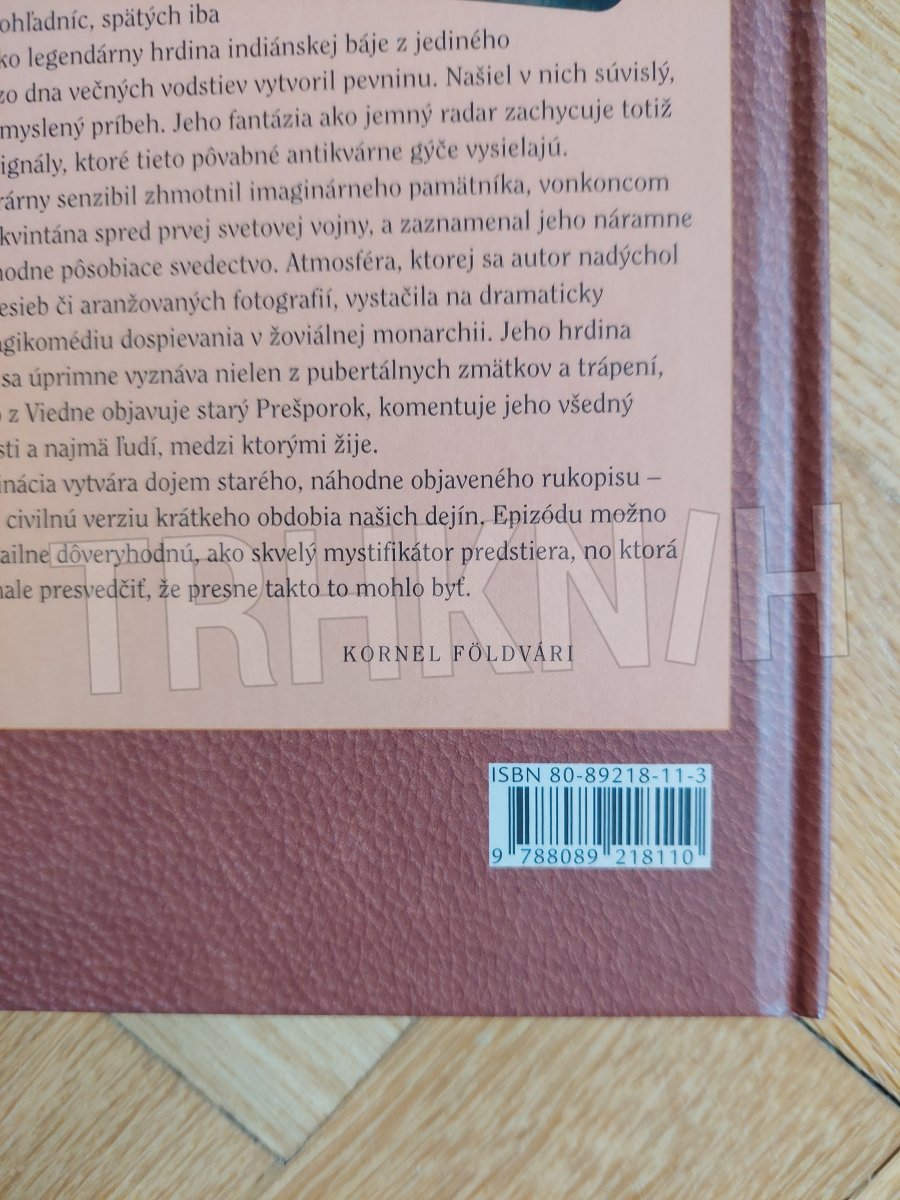 ohľadníc, spätých iba
ko legendárny hrdina indiánskej báje z jediného
zo dna večných vodstiev vytvoril pevninu. Našiel v nich súvislý,
myslený príbeh. Jeho fantázia ako jemný radar zachycuje totiž
ignály, ktoré tieto pôvabné antikvárne gýče vysielajú.
rárny senzibil zhmotnil imaginárneho pamätníka, vonkoncom
kvintána spred prvej svetovej vojny, a zaznamenal jeho náramne
hodne pôsobiace svedectvo. Atmosféra, ktorej sa autor nadýchol
esieb či aranžovaných fotografií, vystačila na dramaticky
agikomédiu dospievania v žoviálnej monarchii. Jeho hrdina
sa úprimne vyznáva nielen z pubertálnych zmätkov a trápení,
o z Viedne objavuje starý Prešporok, komentuje jeho všedný
sti a najmä ľudí, medzi ktorými žije.
inácia vytvára dojem starého, náhodne objaveného rukopisu –
civilnú verziu krátkeho obdobia našich dejín. Epizódu možno
ailne dôveryhodnú, ako skvelý mystifikátor predstiera, no ktorá
nale presvedčiť, že presne takto to mohlo byť.
TRHKNIH
KORNEL FÖLDVÁRI
ISBN 80-89218-11-3
9 788089 218110